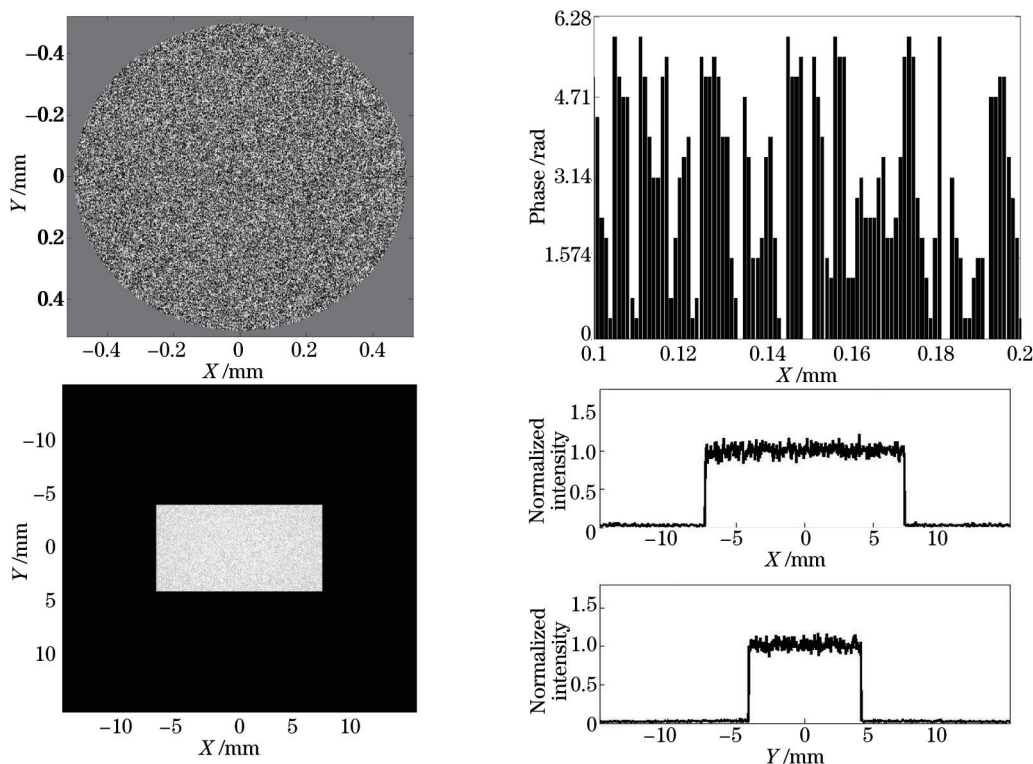 −0.4
−0.2
0
0.2
0.4
Y /mm
−0.4 −0.2 0 0.2 0.4
X /mm
6.28
4.71
3.14
1.574
0
Phase /rad
0.1 0.12 0.14 0.16 0.18 0.2
X /mm
−10
−5
0
5
10
Y /mm
−10 −5 0 5 10
X /mm
1.5
1.0
0.5
0
Normalized
intensity
−10 −5 0 5 10
X /mm
1.5
1.0
0.5
0
Normalized
intensity
−10 −5 0 5 10
Y /mm